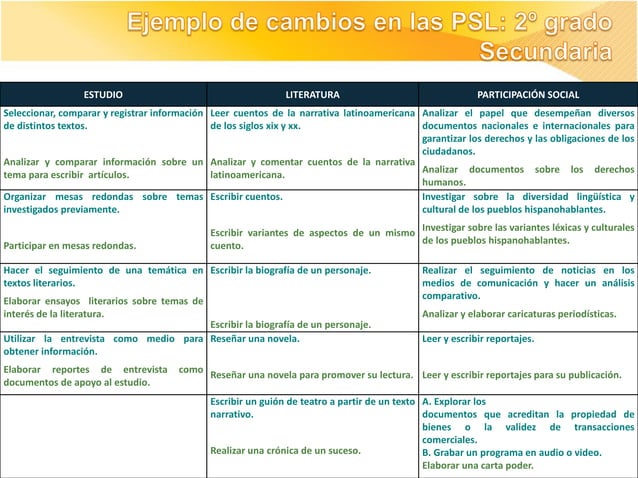 Ejemplo de cambios en las PSL: 2º grado
Secundaria
ESTUDIO
LITERATURA
PARTICIPACIÓN SOCIAL
Seleccionar, comparar y registrar información
de distintos textos.
Analizar y comparar información sobre un
tema para escribir artículos.
Leer cuentos de la narrativa latinoamericana
de los siglos xix y xx.
Analizar y comentar cuentos de la narrativa
latinoamericana.
Analizar el papel que desempeñan diversos
documentos nacionales e internacionales para
garantizar los derechos y las obligaciones de los
ciudadanos.
Analizar documentos sobre los derechos
humanos.
Organizar mesas redondas sobre temas
investigados previamente.
Participar en mesas redondas.
Escribir cuentos.
Escribir variantes de aspectos de un mismo
cuento.
Investigar sobre la diversidad lingüística y
cultural de los pueblos hispanohablantes.
Investigar sobre las variantes léxicas y culturales
de los pueblos hispanohablantes.
Hacer el seguimiento de una temática en
textos literarios.
Elaborar ensayos literarios sobre temas de
interés de la literatura.
Escribir la biografía de un personaje.
Escribir la biografía de un personaje.
Realizar el seguimiento de noticias en los
medios de comunicación y hacer un análisis
comparativo.
Analizar y elaborar caricaturas periodísticas.
Utilizar la entrevista como medio para
obtener información.
Elaborar reportes de entrevista como
documentos de apoyo al estudio.
Reseñar una novela.
Reseñar una novela para promover su lectura.
Leer y escribir reportajes.
Leer y escribir reportajes para su publicación.
Escribir un guión de teatro a partir de un texto
narrativo.
Realizar una crónica de un suceso.
A. Explorar los
documentos que acreditan la propiedad de
bienes o la validez de transacciones
comerciales.
B. Grabar un programa en audio o video.
Elaborar una carta poder.